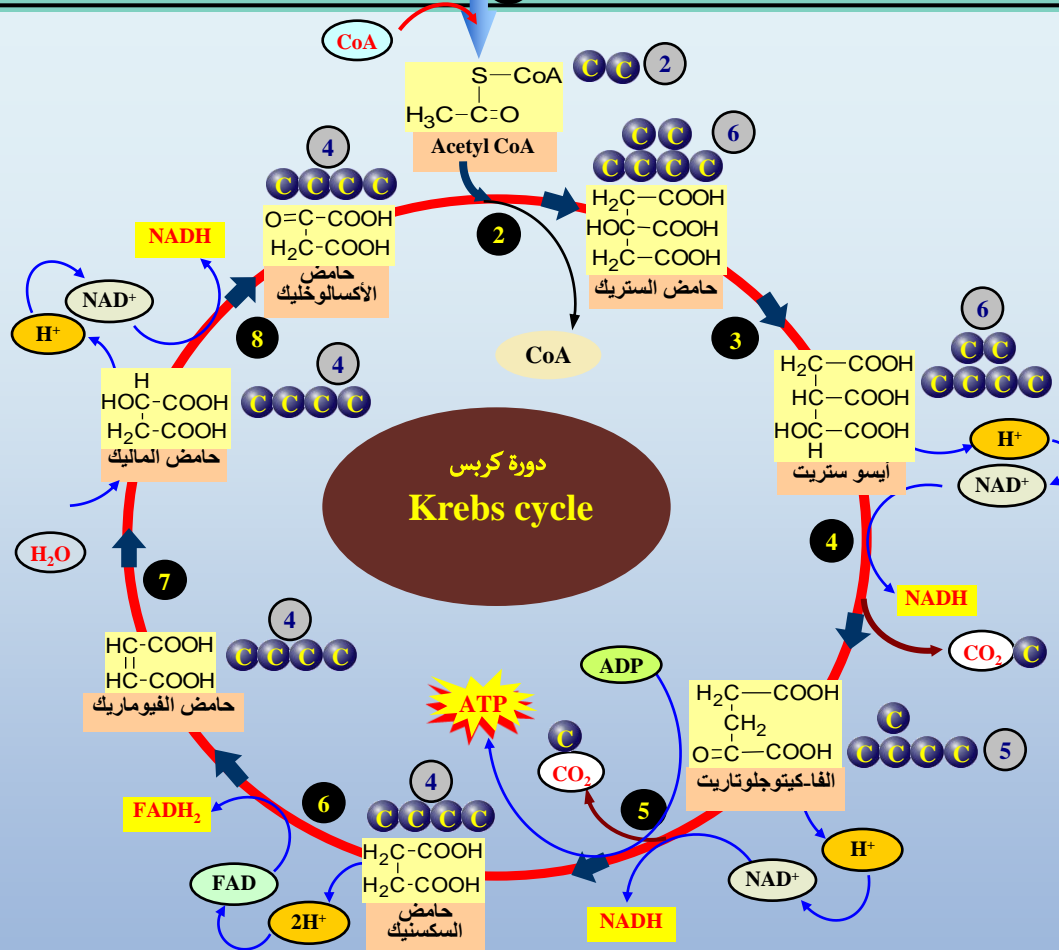 CoA
S—CoA
H₃C—C=O
Acetyl CoA
C C 2
C C 6
C C C C
H₂C—COOH
HO-C—COOH
H₂C—COOH
حامض الستريك
2
CoA
3
6
C C
C C C C
H₂C—COOH
HC—COOH
HOC—COOH
H
أيسو ستريت
H⁺
NAD⁺
4
NADH
CO₂ C
H₂C—COOH
CH₂
O=C—COOH
الفا-كيتوجلوتاريت
C
C C C C 5
H⁺
NAD⁺
NADH
5
ADP
ATP
C
CO₂
4
C C C C
H₂C-COOH
H₂C-COOH
حامض
السكسنيك
2H⁺
FAD
FADH₂
6
4
C C C C
HC-COOH
HC-COOH
حامض الفيوماريك
7
H₂O
4
C C C C
H
HO-C-COOH
H₂C-COOH
حامض الماليك
H⁺
NAD⁺
NADH
8
4
C C C C
O=C-COOH
H₂C-COOH
حامض
الأكسالوخليك
دورة كربس
Krebs cycle